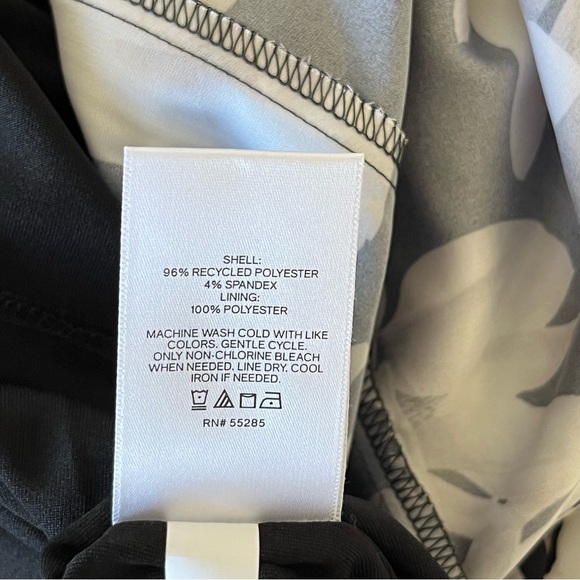 SHELL:
96% RECYCLED POLYESTER
4% SPANDEX
LINING:
100% POLYESTER
MACHINE WASH COLD WITH LIKE
COLORS. GENTLE CYCLE.
ONLY NON-CHLORINE BLEACH
WHEN NEEDED. LINE DRY. COOL
IRON IF NEEDED.
RN# 55285